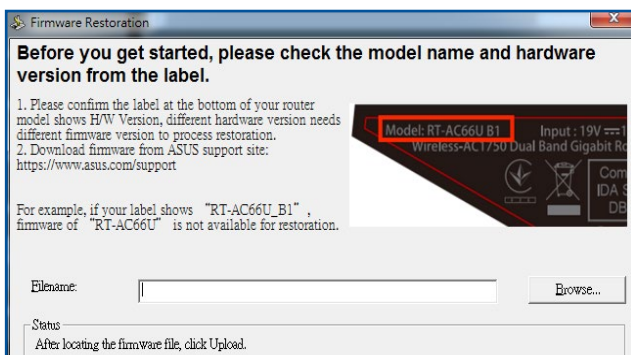 Firmware Restoration
Before you get started, please check the model name and hardware
version from the label.
1. Please confirm the label at the bottom of your router
model shows H/W Version, different hardware version needs
different firmware version to process restoration.
2. Download firmware from ASUS support site:
https://www.asus.com/support
For example, if your label shows “RT-AC66U_B1”,
firmware of “RT-AC66U” is not available for restoration.
Model: RT-AC66U B1 Input : 19V
Wireless-AC1750 Dual Band Gigabit
Com
IDA
DB
Filename:
Browse...
Status
After locating the firmware file, click Upload.